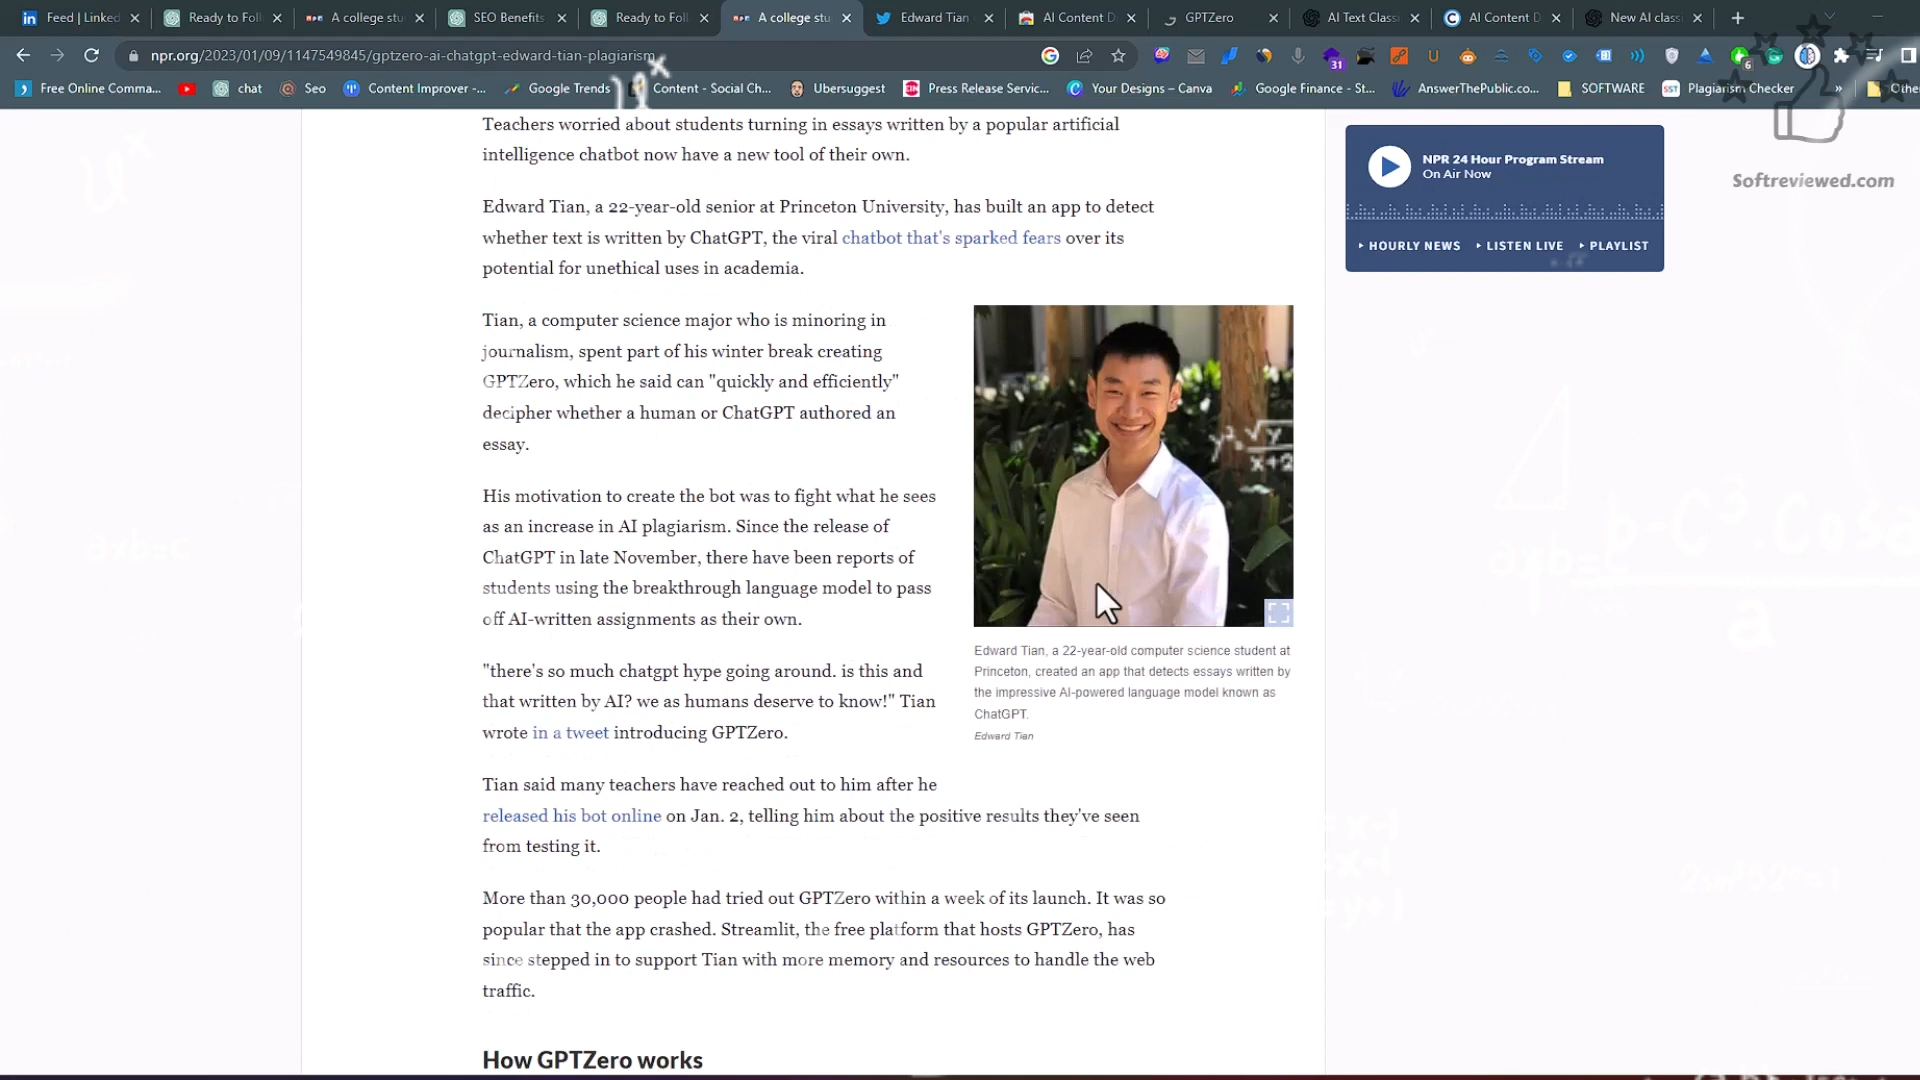 Feed | Linked
Ready to Foll
A college stu
SEO Benefits
Ready to Foll
A college stu
Edward Tian
AI Content D
GPTZero
AI Text Class
AI Content D
New AI class
npr.org/2023/01/09/1147549845/gptzero-ai-chatgpt-edward-tian-plagiarism
31
6
Free Online Comma...
chat
Seo
Content Improver -...
Google Trends
Content - Social Ch...
Ubersuggest
Press Release Servic...
Your Designs - Canva
Google Finance - St...
AnswerThePublic.co...
SOFTWARE
Plagiarism Checker
»
Othe
Teachers worried about students turning in essays written by a popular artificial
intelligence chatbot now have a new tool of their own.
Edward Tian, a 22-year-old senior at Princeton University, has built an app to detect
whether text is written by ChatGPT, the viral chatbot that's sparked fears over its
potential for unethical uses in academia.
Tian, a computer science major who is minoring in
journalism, spent part of his winter break creating
GPTZero, which he said can "quickly and efficiently"
decipher whether a human or ChatGPT authored an
essay.
His motivation to create the bot was to fight what he sees
as an increase in AI plagiarism. Since the release of
ChatGPT in late November, there have been reports of
students using the breakthrough language model to pass
off AI-written assignments as their own.
"there's so much chatgpt hype going around. is this and
that written by AI? we as humans deserve to know!" Tian
wrote in a tweet introducing GPTZero.
Tian said many teachers have reached out to him after he
released his bot online on Jan. 2, telling him about the positive results they've seen
from testing it.
More than 30,000 people had tried out GPTZero within a week of its launch. It was so
popular that the app crashed. Streamlit, the free platform that hosts GPTZero, has
since stepped in to support Tian with more memory and resources to handle the web
traffic.
How GPTZero works
Edward Tian, a 22-year-old computer science student at
Princeton, created an app that detects essays written by
the impressive AI-powered language model known as
ChatGPT.
Edward Tian
NPR 24 Hour Program Stream
On Air Now
HOURLY NEWS
LISTEN LIVE
PLAYLIST
Softreviewed.com